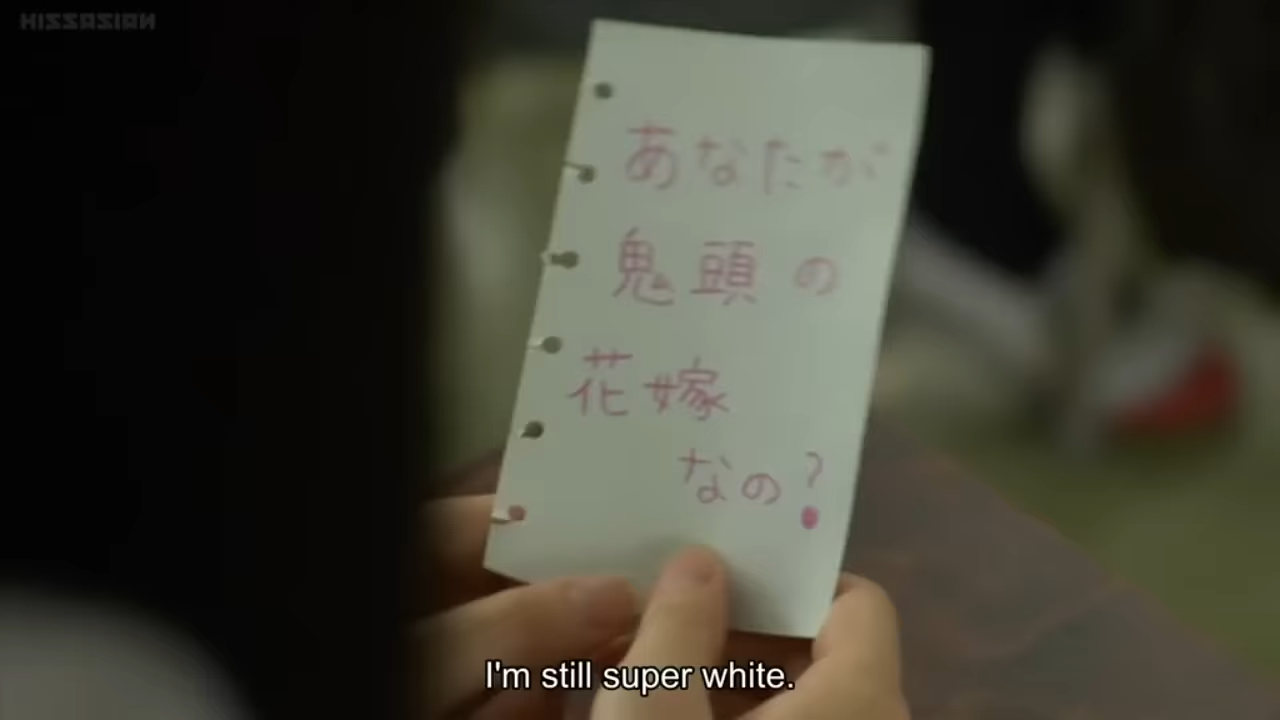 KISSASIAN
あなたが
鬼頭の
花嫁
なの?
I'm still super white.